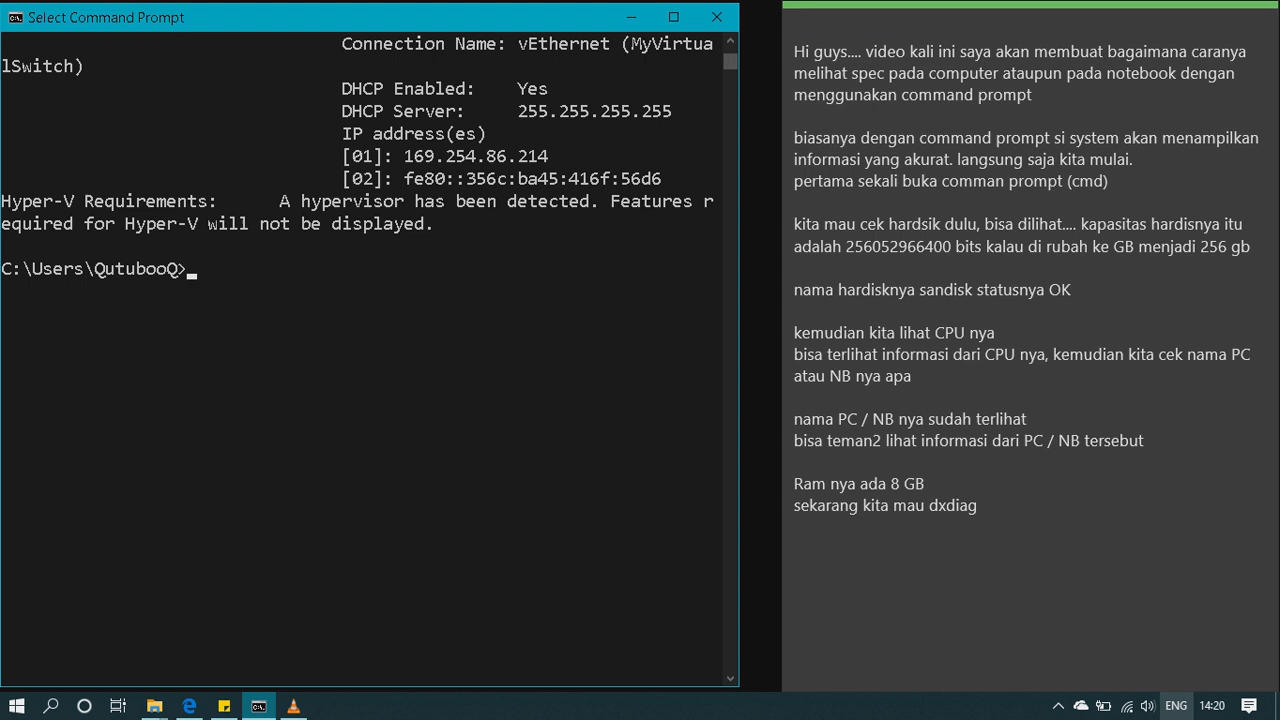 Select Command Prompt
Connection Name: vEthernet (MyVirtua
lSwitch)
DHCP Enabled: Yes
DHCP Server: 255.255.255.255
IP address(es)
[01]: 169.254.86.214
[02]: fe80::356c:ba45:416f:56d6
Hyper-V Requirements: A hypervisor has been detected. Features r
equired for Hyper-V will not be displayed.
C:\Users\QutubooQ>
Hi guys.... video kali ini saya akan membuat bagaimana caranya
melihat spec pada computer ataupun pada notebook dengan
menggunakan command prompt
biasanya dengan command prompt si system akan menampilkan
informasi yang akurat. langsung saja kita mulai.
pertama sekali buka comman prompt (cmd)
kita mau cek hardsik dulu, bisa dilihat.... kapasitas hardisnya itu
adalah 256052966400 bits kalau di rubah ke GB menjadi 256 gb
nama hardisknya sandisk statusnya OK
kemudian kita lihat CPU nya
bisa terlihat informasi dari CPU nya, kemudian kita cek nama PC
atau NB nya apa
nama PC / NB nya sudah terlihat
bisa teman2 lihat informasi dari PC / NB tersebut
Ram nya ada 8 GB
sekarang kita mau dxdiag
ENG
14:20